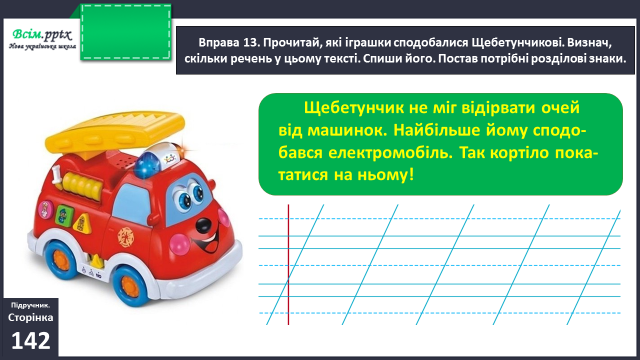 Всім.pptx
Нова українська школа
Вправа 13. Прочитай, які іграшки сподобалися Щебетунчикові. Визнач,
скільки речень у цьому тексті. Спиши його. Постав потрібні розділові знаки.
Щебетунчик не міг відірвати очей
від машинок. Найбільше йому сподо-
бався електромобіль. Так кортіло пока-
татися на ньому!
Підручник.
Сторінка
142